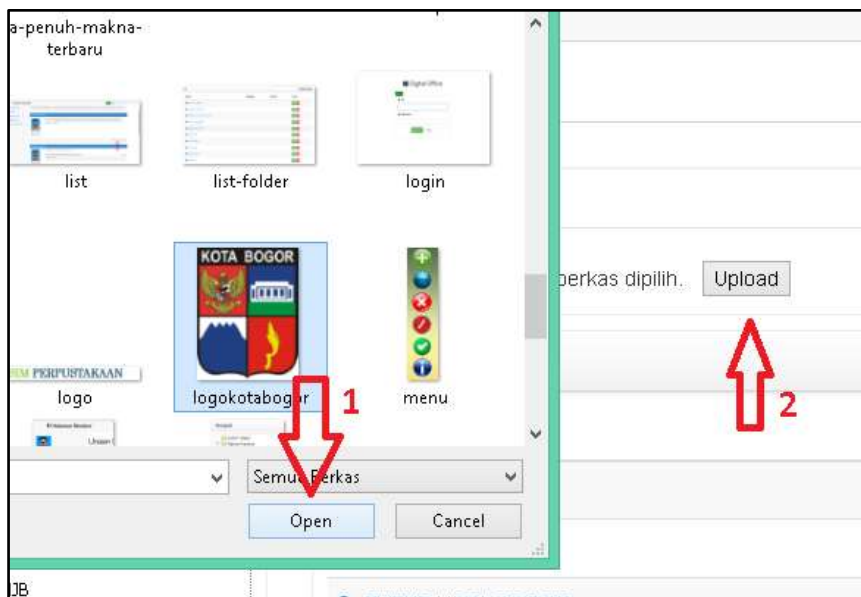 a-penuh-makna-
terbaru
list
list-folder
login
Digital Office
KOTA BOGOR
berkas dipilih.
Upload
PERPUSTAKAAN
logo
logokotabogor
menu
1
2
Semua Berkas
Open
Cancel